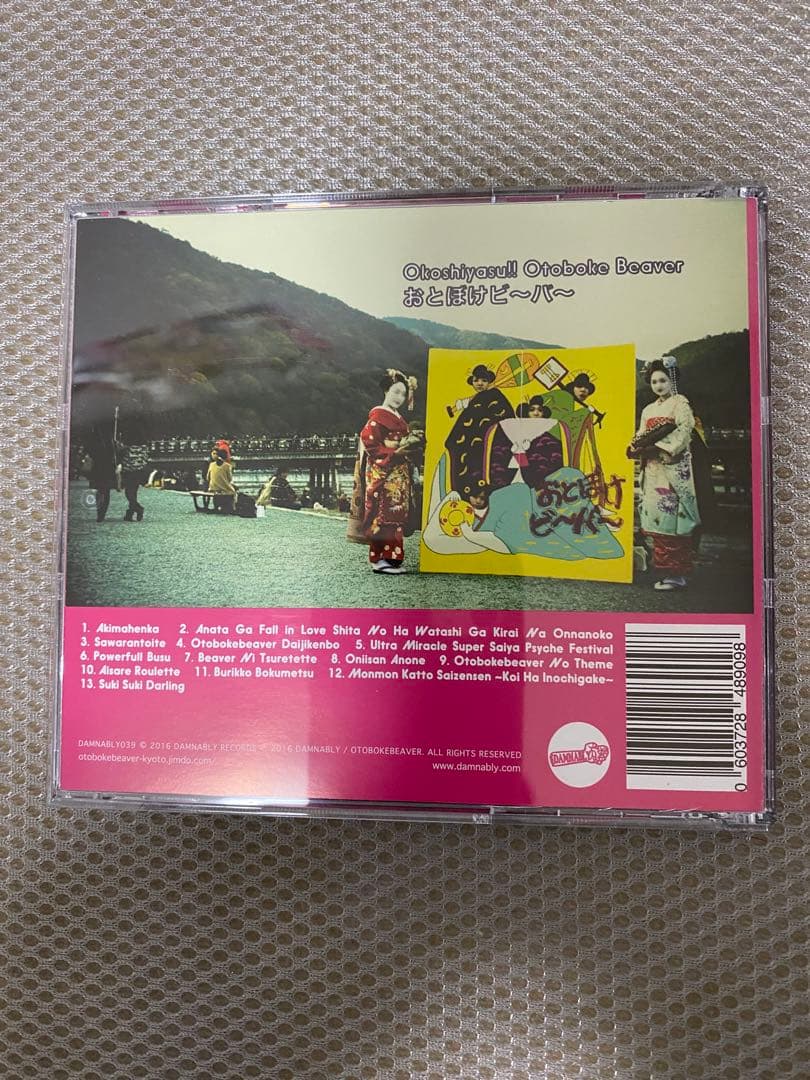 Okoshiyasu!! Otoboke Beaver
おとぼけビ～バ～
おとぼけ
ビ～バ～
1. Akimahenka 2. Anata Ga Fall in Love Shita No Ha Watashi Ga Kirai Na Onnanoko
3. Sawarantoite 4. Otobokebeaver Daijikenbo 5. Ultra Miracle Super Saiya Psyche Festival
6. Powerfull Busu 7. Beaver Ni Tsuretette 8. Oniisan Anone 9. Otobokebeaver No Theme
10. Aisare Roulette 11. Burikko Bokumetsu 12. Monmon Katto Saizensen ~Koi Ha Inochigake~
13. Suki Suki Darling
DAMNABLY039 © 2016 DAMNABLY RECORDS ℗ 2016 DAMNABLY / OTOBOKEBEAVER. ALL RIGHTS RESERVED
otobokebeaver-kyoto.jimdo.com/
www.damnably.com
DAMNABLY
0 603728 489098